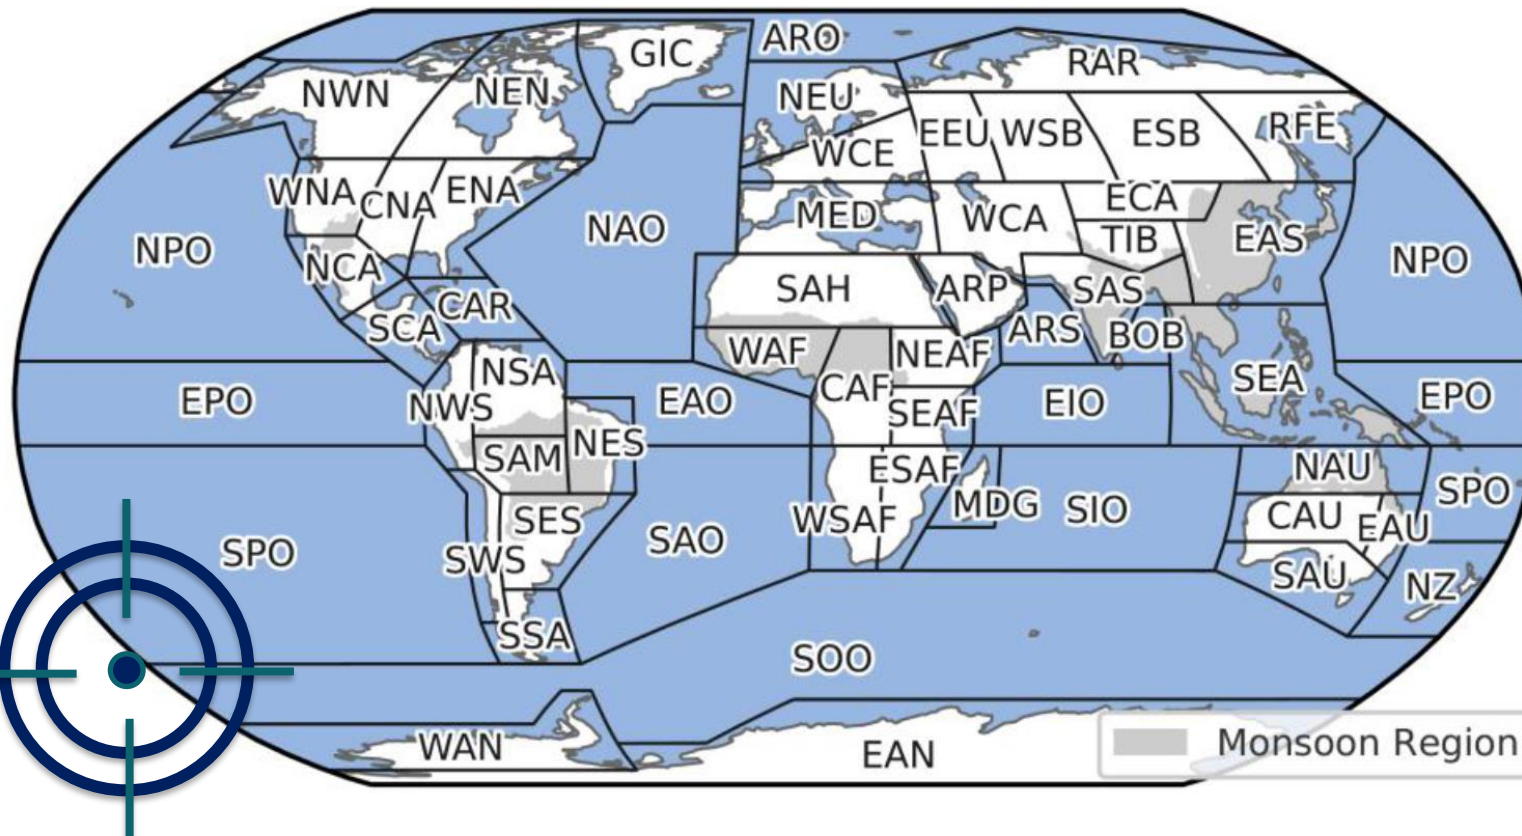 ARO
GIC
RAR
NWN
NEN
NEU
EEU
WSB
ESB
RFE
WCE
WNA
CNA
ENA
ECA
MED
WCA
NAO
TIB
EAS
NPO
NPO
NCA
SAH
ARP
SAS
CAR
SCA
ARS
BOB
WAF
NEAF
NSA
CAF
SEA
EPO
NWS
EAO
SEAF
EIO
EPO
NES
SAM
ESAF
NAU
MDG
SIO
SPO
SES
WSAF
CAU
EAU
SPO
SWS
SAO
SAU
NZ
SSA
SOO
WAN
EAN
Monsoon Region